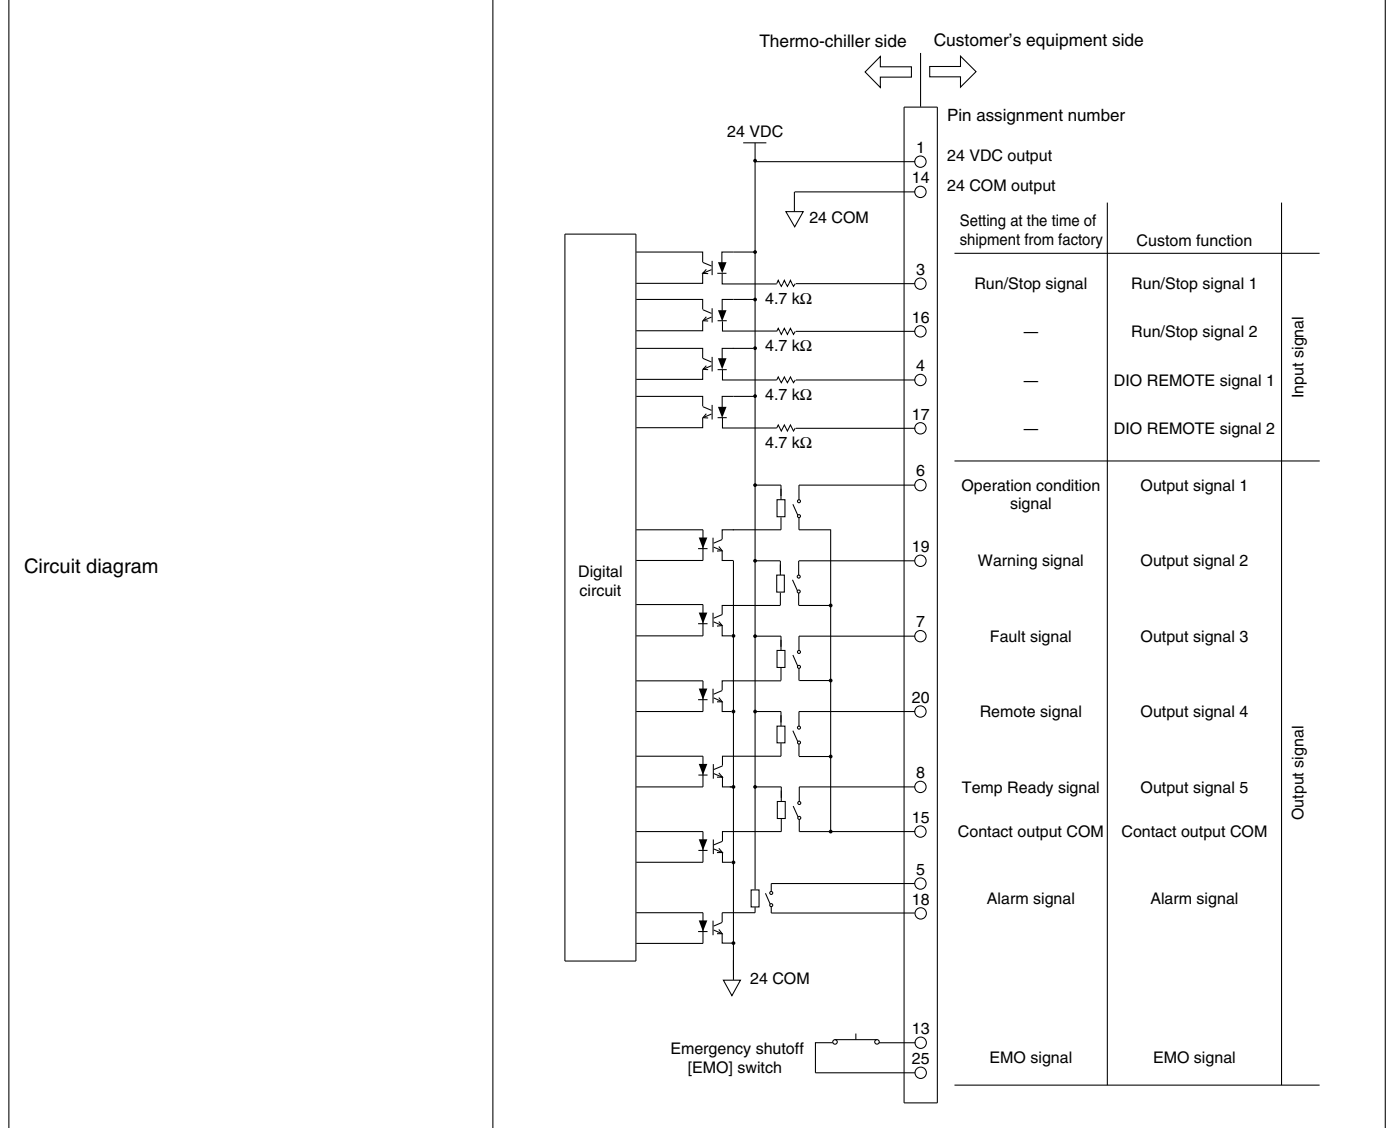 Thermo-chiller side
Customer's equipment side
Pin assignment number
24 VDC
1
24 VDC output
14
24 COM output
24 COM
Setting at the time of
shipment from factory
Custom function
3
Run/Stop signal
Run/Stop signal 1
4.7 kΩ
16
—
Run/Stop signal 2
4.7 kΩ
Input signal
4
—
DIO REMOTE signal 1
4.7 kΩ
17
—
DIO REMOTE signal 2
4.7 kΩ
6
Operation condition
signal
Output signal 1
19
Warning signal
Output signal 2
Circuit diagram
Digital
circuit
7
Fault signal
Output signal 3
20
Remote signal
Output signal 4
Output signal
8
Temp Ready signal
Output signal 5
15
Contact output COM
Contact output COM
5
18
Alarm signal
Alarm signal
24 COM
13
25
Emergency shutoff
[EMO] switch
EMO signal
EMO signal